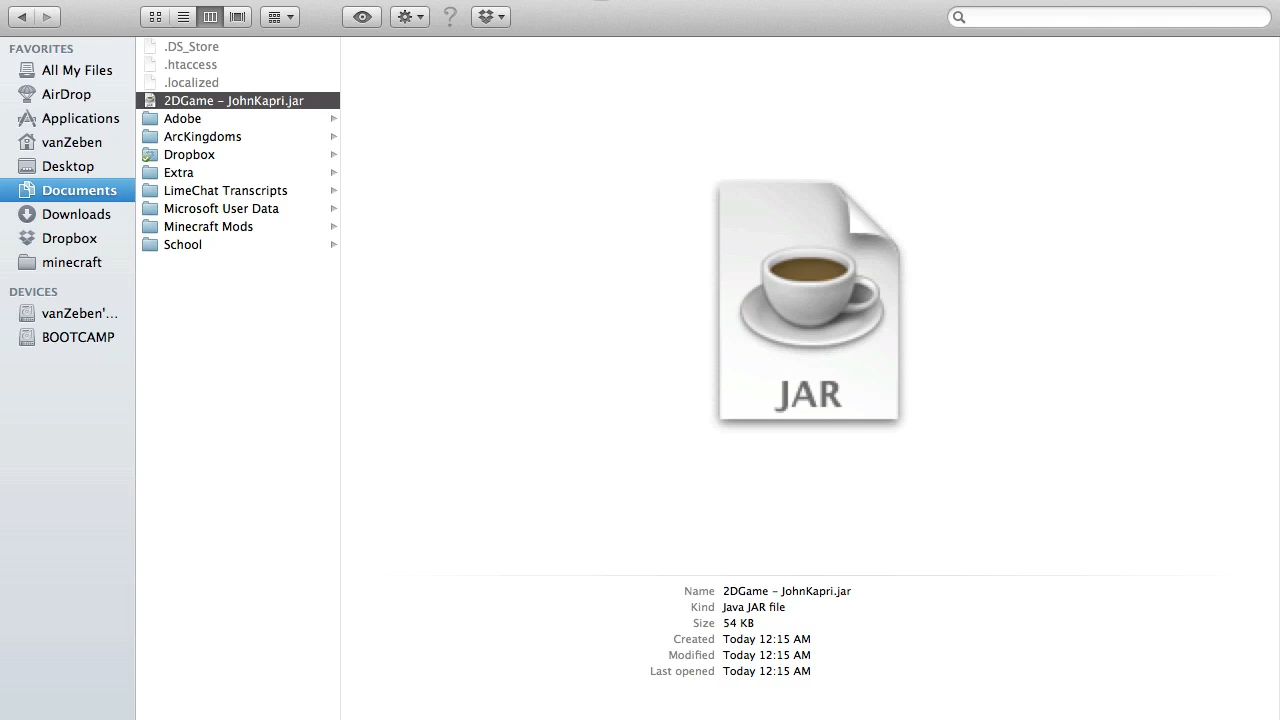 FAVORITES
All My Files
AirDrop
Applications
vanZeben
Desktop
Documents
Downloads
Dropbox
minecraft
DEVICES
vanZeben'...
BOOTCAMP
.DS_Store
.htaccess
.localized
2DGame – JohnKapri.jar
Adobe
ArcKingdoms
Dropbox
Extra
LimeChat Transcripts
Microsoft User Data
Minecraft Mods
School
JAR
Name 2DGame – JohnKapri.jar
Kind Java JAR file
Size 54 KB
Created Today 12:15 AM
Modified Today 12:15 AM
Last opened Today 12:15 AM